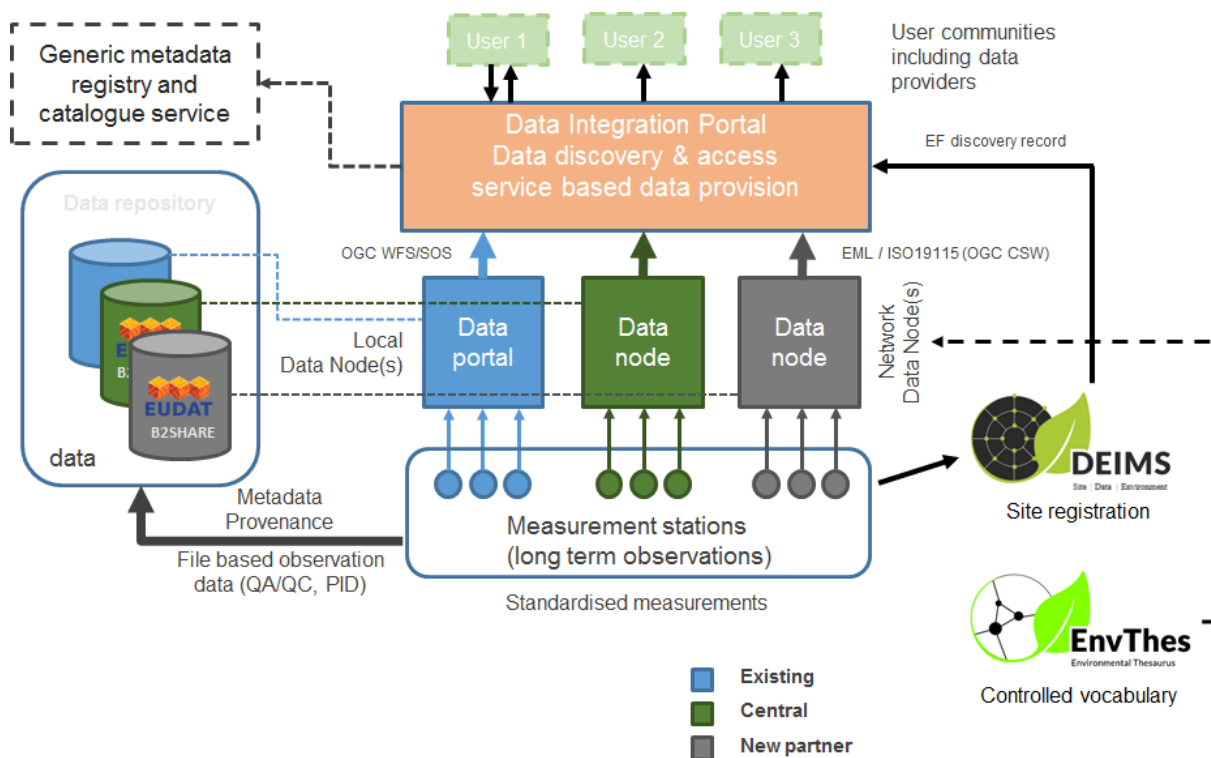 Generic metadata
registry and
catalogue service
User 1
User 2
User 3
User communities
including data
providers
Data Integration Portal
Data discovery & access
service based data provision
EF discovery record
Data repository
EUDAT
B2SHARE
data
OGC WFS/SOS
EML / ISO19115 (OGC CSW)
Local
Data Node(s)
Data
portal
Data
node
Data
node
Network
Data Node(s)
DEIMS
Site | Data | Environment
Site registration
Metadata
Provenance
File based observation
data (QA/QC, PID)
Measurement stations
(long term observations)
Standardised measurements
EnvThes
Environmental Thesaurus
Controlled vocabulary
Existing
Central
New partner